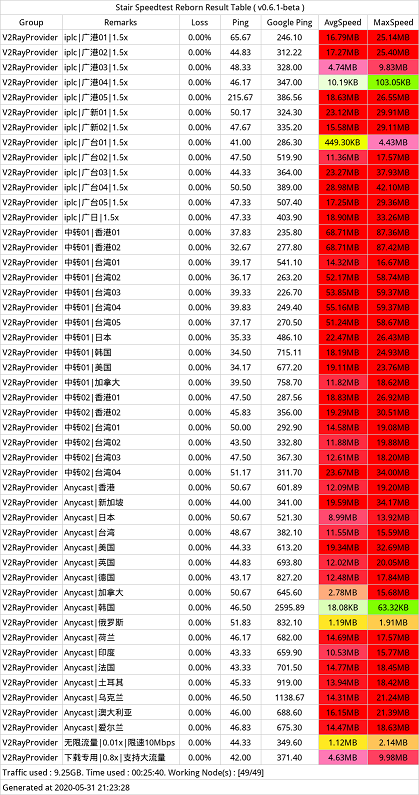 Stair Speedtest Reborn Result Table ( v0.6.1-beta )
Group Remarks Loss Ping Google Ping AvgSpeed MaxSpeed
V2RayProvider iplc|广港01|1.5x 0.00% 65.67 246.10 15.79MB 25.14MB
V2RayProvider iplc|广港02|1.5x 0.00% 44.83 312.22 17.27MB 25.40MB
V2RayProvider iplc|广港03|1.5x 0.00% 48.33 328.00 4.74MB 9.83MB
V2RayProvider iplc|广港04|1.5x 0.00% 46.17 347.00 10.19KB 103.05KB
V2RayProvider iplc|广港05|1.5x 0.00% 215.67 386.56 18.63MB 26.55MB
V2RayProvider iplc|广新01|1.5x 0.00% 50.17 324.30 23.12MB 29.91MB
V2RayProvider iplc|广新02|1.5x 0.00% 47.67 335.20 15.58MB 29.11MB
V2RayProvider iplc|广台01|1.5x 0.00% 41.00 286.30 449.30KB 4.43MB
V2RayProvider iplc|广台02|1.5x 0.00% 47.50 519.90 11.36MB 17.57MB
V2RayProvider iplc|广台03|1.5x 0.00% 44.33 364.00 23.27MB 37.93MB
V2RayProvider iplc|广台04|1.5x 0.00% 50.50 389.00 28.98MB 42.10MB
V2RayProvider iplc|广台05|1.5x 0.00% 47.33 507.40 17.25MB 29.36MB
V2RayProvider iplc|广日|1.5x 0.00% 47.33 403.90 18.90MB 33.26MB
V2RayProvider 中转01|香港01 0.00% 37.83 235.80 68.71MB 87.36MB
V2RayProvider 中转01|香港02 0.00% 32.67 277.80 68.71MB 87.42MB
V2RayProvider 中转01|台湾01 0.00% 39.17 541.10 14.32MB 16.67MB
V2RayProvider 中转01|台湾02 0.00% 36.17 263.20 52.17MB 58.74MB
V2RayProvider 中转01|台湾03 0.00% 39.33 226.70 53.85MB 59.37MB
V2RayProvider 中转01|台湾04 0.00% 39.83 249.40 55.16MB 59.37MB
V2RayProvider 中转01|台湾05 0.00% 37.17 270.50 51.24MB 58.67MB
V2RayProvider 中转01|日本 0.00% 35.33 486.10 22.47MB 26.43MB
V2RayProvider 中转01|韩国 0.00% 34.50 715.11 18.19MB 24.93MB
V2RayProvider 中转01|美国 0.00% 34.17 677.20 19.11MB 23.75MB
V2RayProvider 中转01|加拿大 0.00% 39.50 758.70 11.82MB 18.62MB
V2RayProvider 中转02|香港01 0.00% 47.50 287.56 18.82MB 26.92MB
V2RayProvider 中转02|香港02 0.00% 45.83 356.00 19.29MB 30.51MB
V2RayProvider 中转02|台湾01 0.00% 50.00 292.90 14.58MB 19.08MB
V2RayProvider 中转02|台湾02 0.00% 43.50 332.80 11.88MB 19.88MB
V2RayProvider 中转02|台湾03 0.00% 47.50 367.30 12.61MB 18.20MB
V2RayProvider 中转02|台湾04 0.00% 51.17 311.70 23.67MB 34.00MB
V2RayProvider Anycast|香港 0.00% 50.67 601.89 12.09MB 19.20MB
V2RayProvider Anycast|新加坡 0.00% 44.00 341.00 19.59MB 34.17MB
V2RayProvider Anycast|日本 0.00% 50.67 521.30 8.99MB 13.92MB
V2RayProvider Anycast|台湾 0.00% 48.67 382.10 11.55MB 15.59MB
V2RayProvider Anycast|美国 0.00% 44.33 613.20 19.34MB 32.69MB
V2RayProvider Anycast|英国 0.00% 44.83 693.80 12.02MB 20.05MB
V2RayProvider Anycast|德国 0.00% 43.17 827.20 12.48MB 17.84MB
V2RayProvider Anycast|加拿大 0.00% 50.67 645.60 2.78MB 15.68MB
V2RayProvider Anycast|韩国 0.00% 46.50 2595.89 18.08KB 63.32KB
V2RayProvider Anycast|俄罗斯 0.00% 51.83 832.10 1.19MB 1.91MB
V2RayProvider Anycast|荷兰 0.00% 46.17 682.00 14.69MB 17.57MB
V2RayProvider Anycast|印度 0.00% 43.33 659.90 10.53MB 15.77MB
V2RayProvider Anycast|法国 0.00% 43.33 701.50 14.77MB 18.45MB
V2RayProvider Anycast|土耳其 0.00% 45.33 919.00 13.94MB 18.42MB
V2RayProvider Anycast|乌克兰 0.00% 46.50 1138.67 14.31MB 21.24MB
V2RayProvider Anycast|澳大利亚 0.00% 46.00 688.60 16.15MB 21.39MB
V2RayProvider Anycast|爱尔兰 0.00% 46.83 675.30 14.47MB 18.63MB
V2RayProvider 无限流量|0.01x|限速10Mbps 0.00% 44.33 349.60 1.12MB 2.14MB
V2RayProvider 下载专用|0.8x|支持大流量 0.00% 42.00 371.40 4.63MB 9.98MB
Traffic used : 9.25GB. Time used : 00:25:40. Working Node(s) : [49/49]
Generated at 2020-05-31 21:23:28